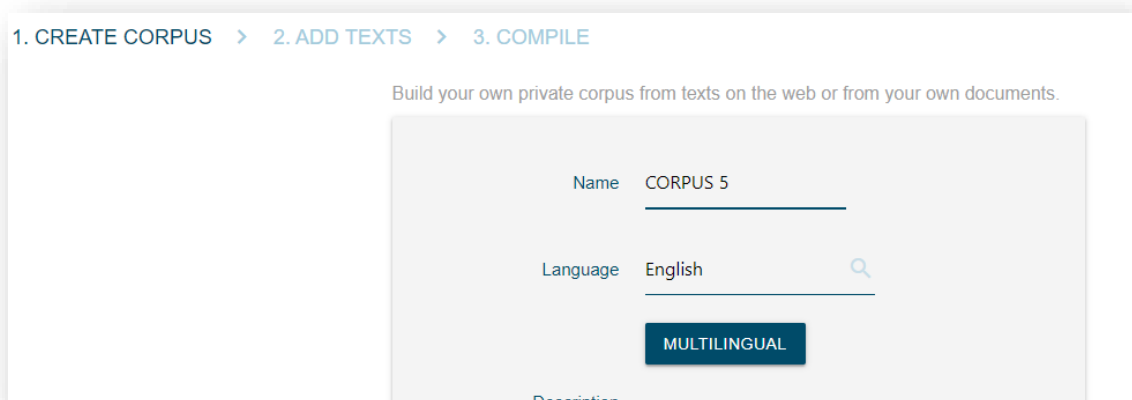 1. CREATE CORPUS > 2. ADD TEXTS > 3. COMPILE
Build your own private corpus from texts on the web or from your own documents.
Name CORPUS 5
Language English
MULTILINGUAL
Description